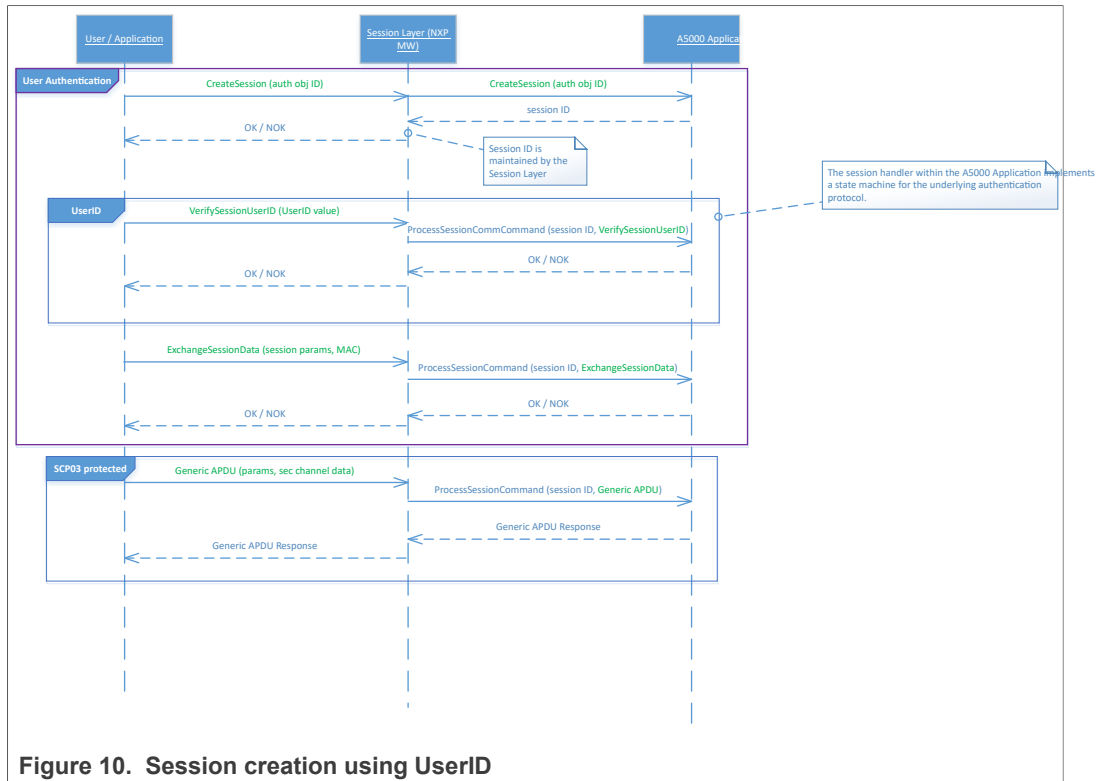 User / Application
Session Layer (NXP
MW)
A5000 Applica
User Authentication
CreateSession (auth obj ID)
CreateSession (auth obj ID)
session ID
OK / NOK
Session ID is
maintained by the
Session Layer
The session handler within the A5000 Application implements
a state machine for the underlying authentication
protocol.
UserID
VerifySessionUserID (UserID value)
ProcessSessionCommCommand (session ID, VerifySessionUserID)
OK / NOK
OK / NOK
ExchangeSessionData (session params, MAC)
ProcessSessionCommand (session ID, ExchangeSessionData)
OK / NOK
OK / NOK
SCP03 protected
Generic APDU (params, sec channel data)
ProcessSessionCommand (session ID, Generic APDU)
Generic APDU Response
Generic APDU Response
Figure 10. Session creation using UserID